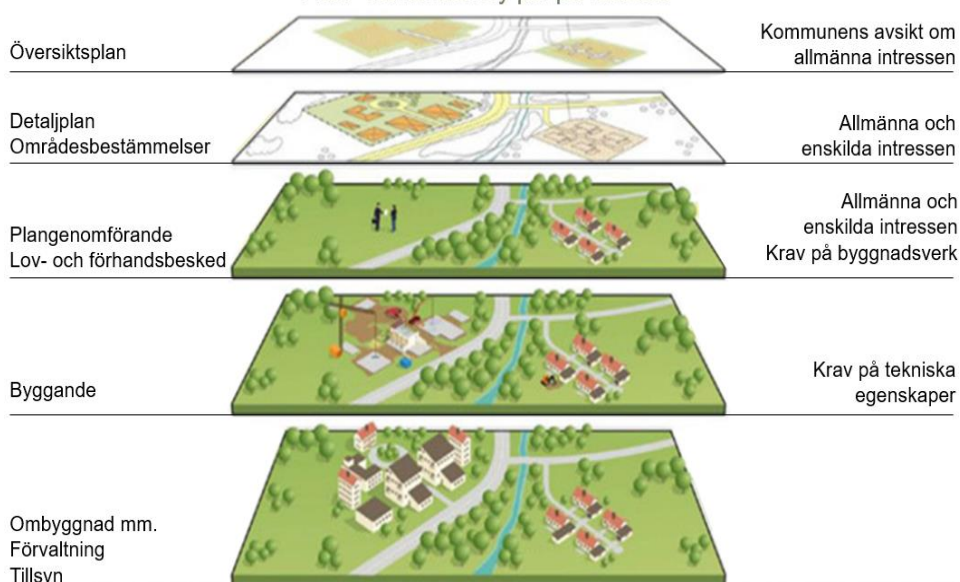 Översiktsplan
Kommunens avsikt om
allmänna intressen
Detaljplan
Områdesbestämmelser
Allmänna och
enskilda intressen
Plangenomförande
Lov- och förhandsbesked
Allmänna och
enskilda intressen
Krav på byggnadsverk
Byggande
Krav på tekniska
egenskaper
Ombyggnad mm.
Förvaltning
Tillsyn